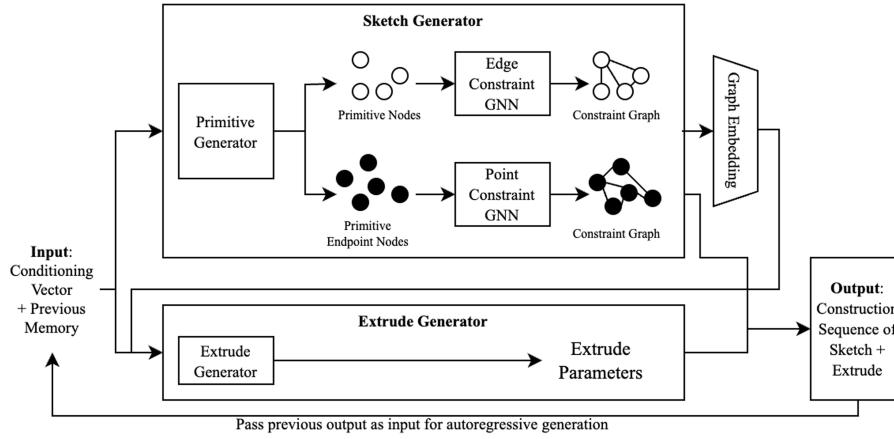 Sketch Generator
Primitive
Generator
Primitive Nodes
Edge
Constraint
GNN
Constraint Graph
Primitive
Endpoint Nodes
Point
Constraint
GNN
Constraint Graph
Graph Embedding
Input:
Conditioning
Vector
+ Previous
Memory
Extrude Generator
Extrude
Generator
Extrude
Parameters
Output:
Construction
Sequence of
Sketch +
Extrude
Pass previous output as input for autoregressive generation